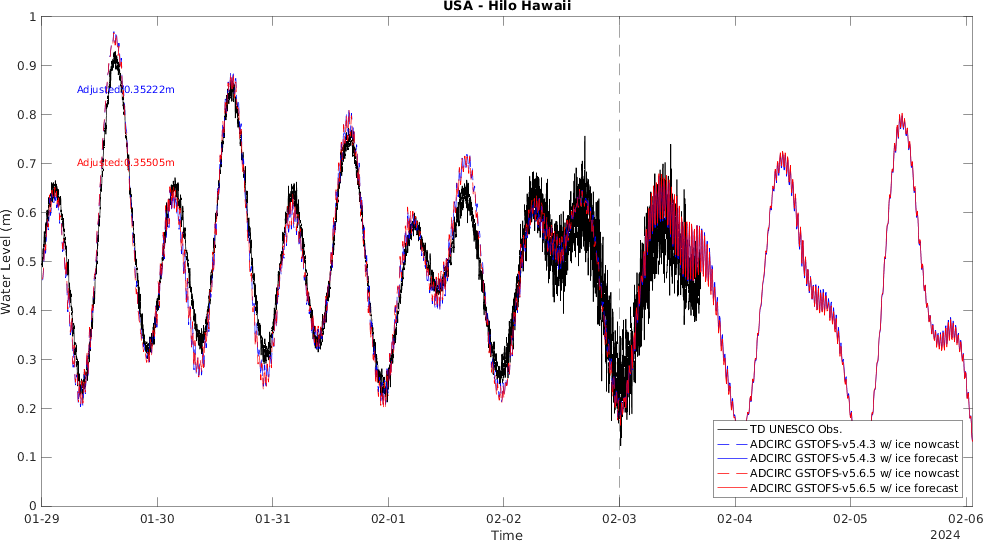 USA - Hilo Hawaii
1
0.9
Adjusted:0.35222m
0.8
0.7
Adjusted:0.35505m
0.6
0.5
Water Level (m)
0.4
0.3
0.2
0.1
0
TD UNESCO Obs.
ADCIRC GSTOFS-v5.4.3 w/ ice nowcast
ADCIRC GSTOFS-v5.4.3 w/ ice forecast
ADCIRC GSTOFS-v5.6.5 w/ ice nowcast
ADCIRC GSTOFS-v5.6.5 w/ ice forecast
01-29 01-30 01-31 02-01 02-02 02-03 02-04 02-05 02-06
Time
2024